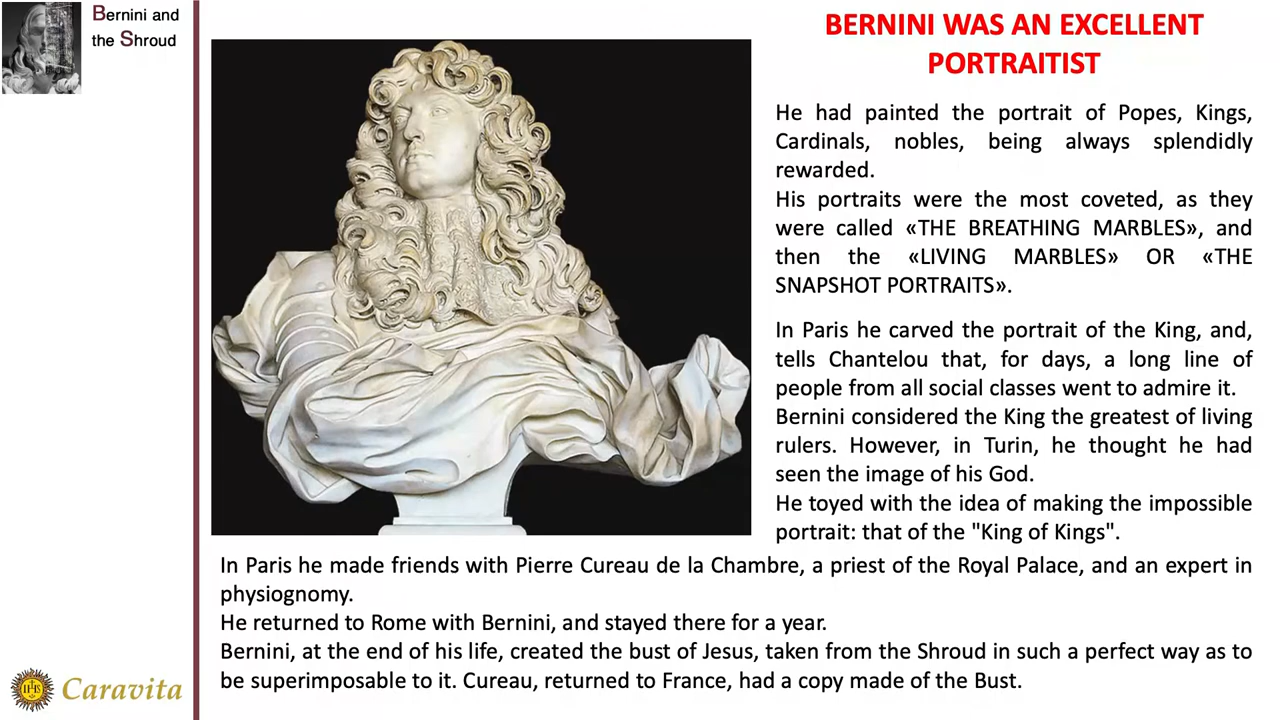 Bernini and
the Shroud
BERNINI WAS AN EXCELLENT
PORTRAITIST
He had painted the portrait of Popes, Kings,
Cardinals, nobles, being always splendidly
rewarded.
His portraits were the most coveted, as they
were called «THE BREATHING MARBLES», and
then the «LIVING MARBLES» OR «THE
SNAPSHOT PORTRAITS».
In Paris he carved the portrait of the King, and,
tells Chantelou that, for days, a long line of
people from all social classes went to admire it.
Bernini considered the King the greatest of living
rulers. However, in Turin, he thought he had
seen the image of his God.
He toyed with the idea of making the impossible
portrait: that of the "King of Kings".
In Paris he made friends with Pierre Cureau de la Chambre, a priest of the Royal Palace, and an expert in
physiognomy.
He returned to Rome with Bernini, and stayed there for a year.
Bernini, at the end of his life, created the bust of Jesus, taken from the Shroud in such a perfect way as to
be superimposable to it. Cureau, returned to France, had a copy made of the Bust.
IHS
Caravita